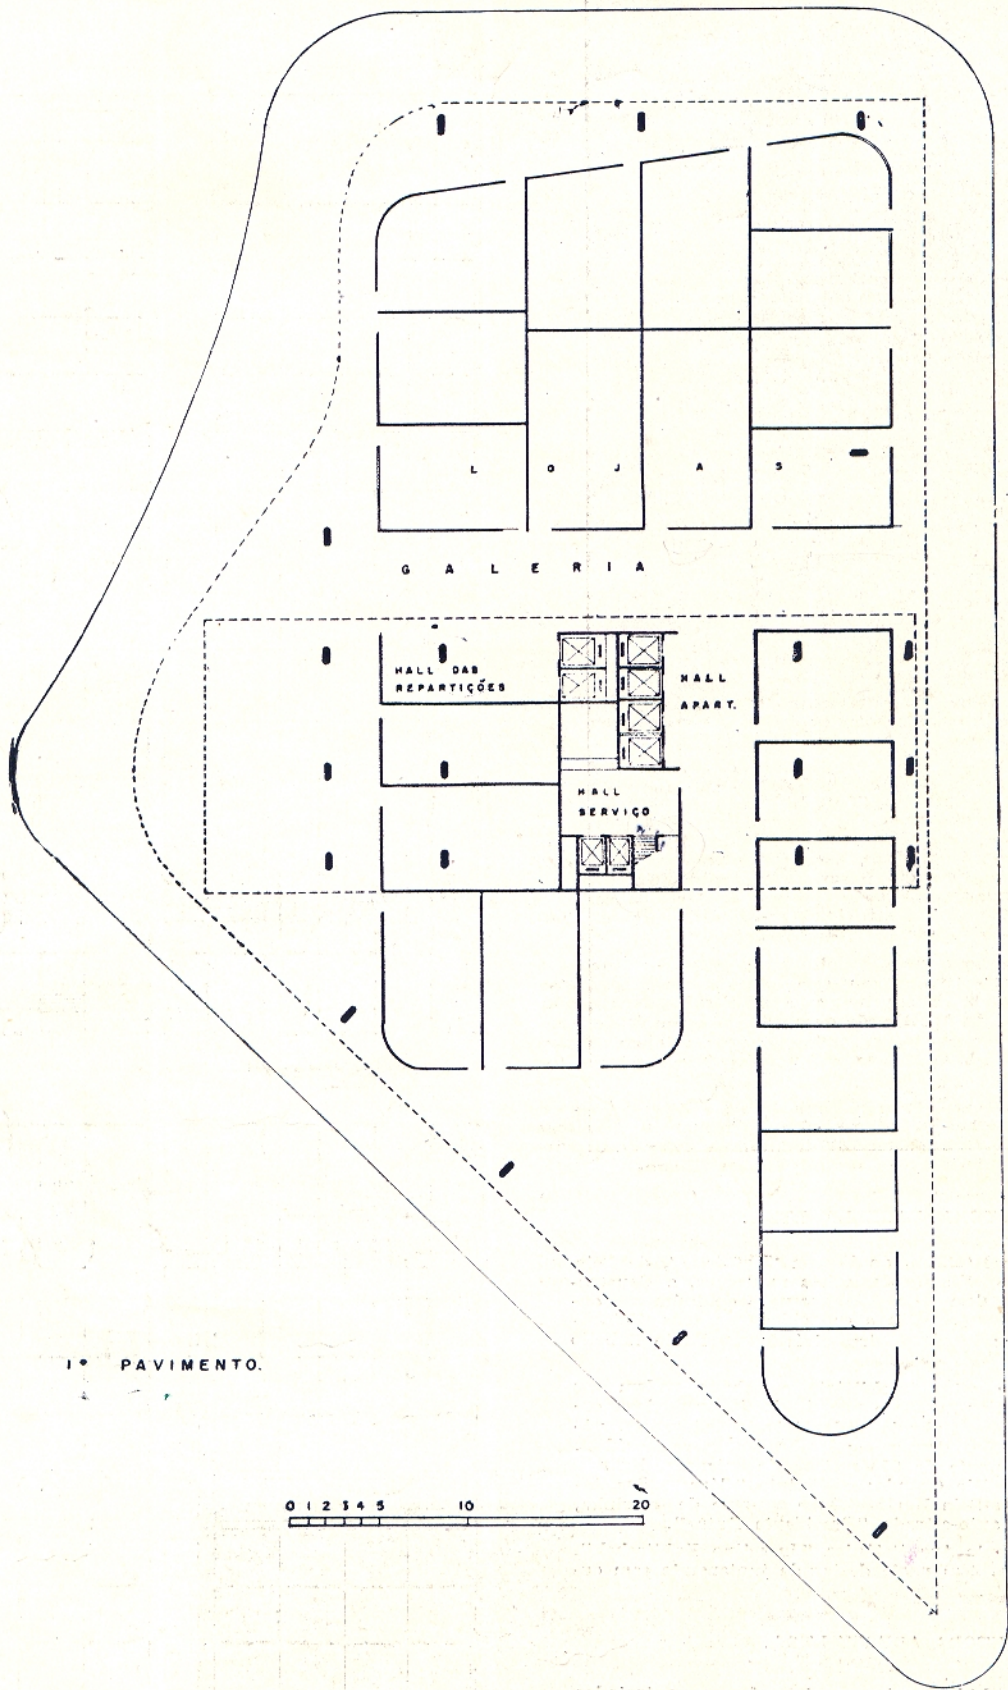 L O J A S
G A L E R I A
HALL DAS
REPARTIÇÕES
HALL
APART.
HALL
SERVIÇO
1º PAVIMENTO.
0 1 2 3 4 5 10 20